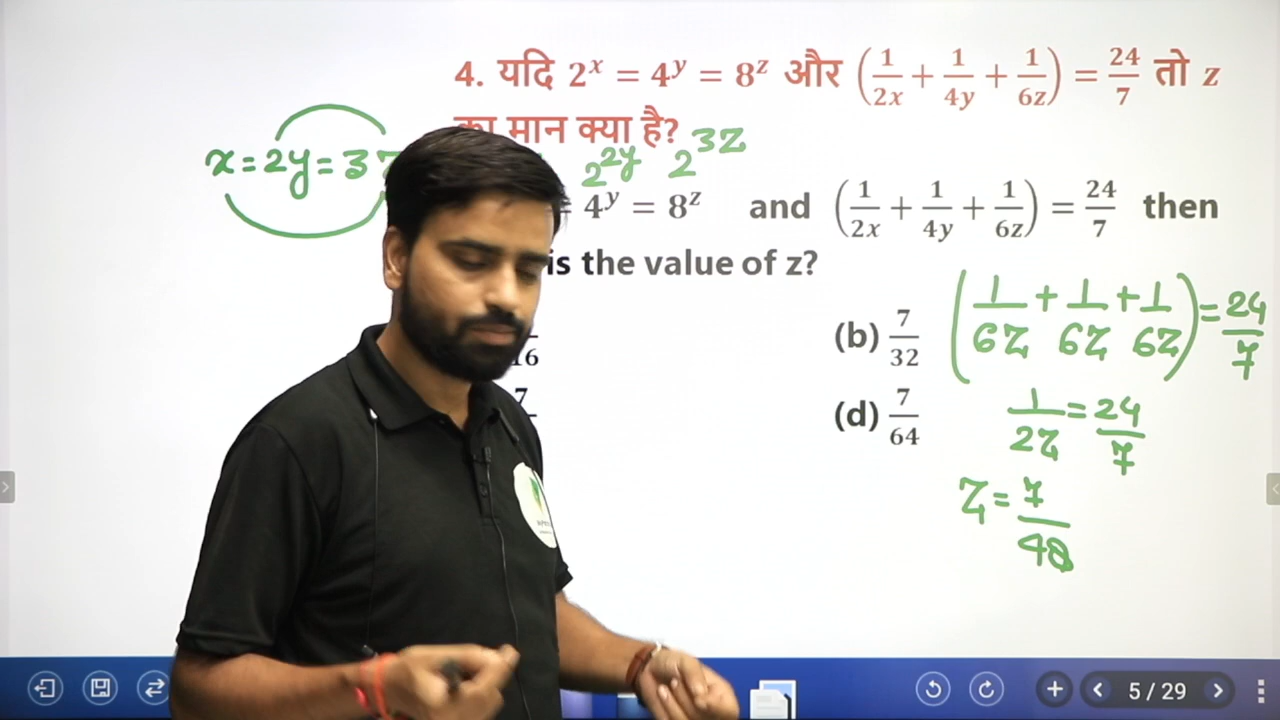 4. यदि 2^x = 4^y = 8^z और (1/2x + 1/4y + 1/6z) = 24/7 तो z
का मान क्या है?
x = 2y = 3z
2^2y 2^3z
= 4^y = 8^z and (1/2x + 1/4y + 1/6z) = 24/7 then
is the value of z?
(1/6z + 1/6z + 1/6z) = 24/7
16
(b) 7/32
7
(d) 7/64
1/2z = 24/7
z = 7/48
5 / 29